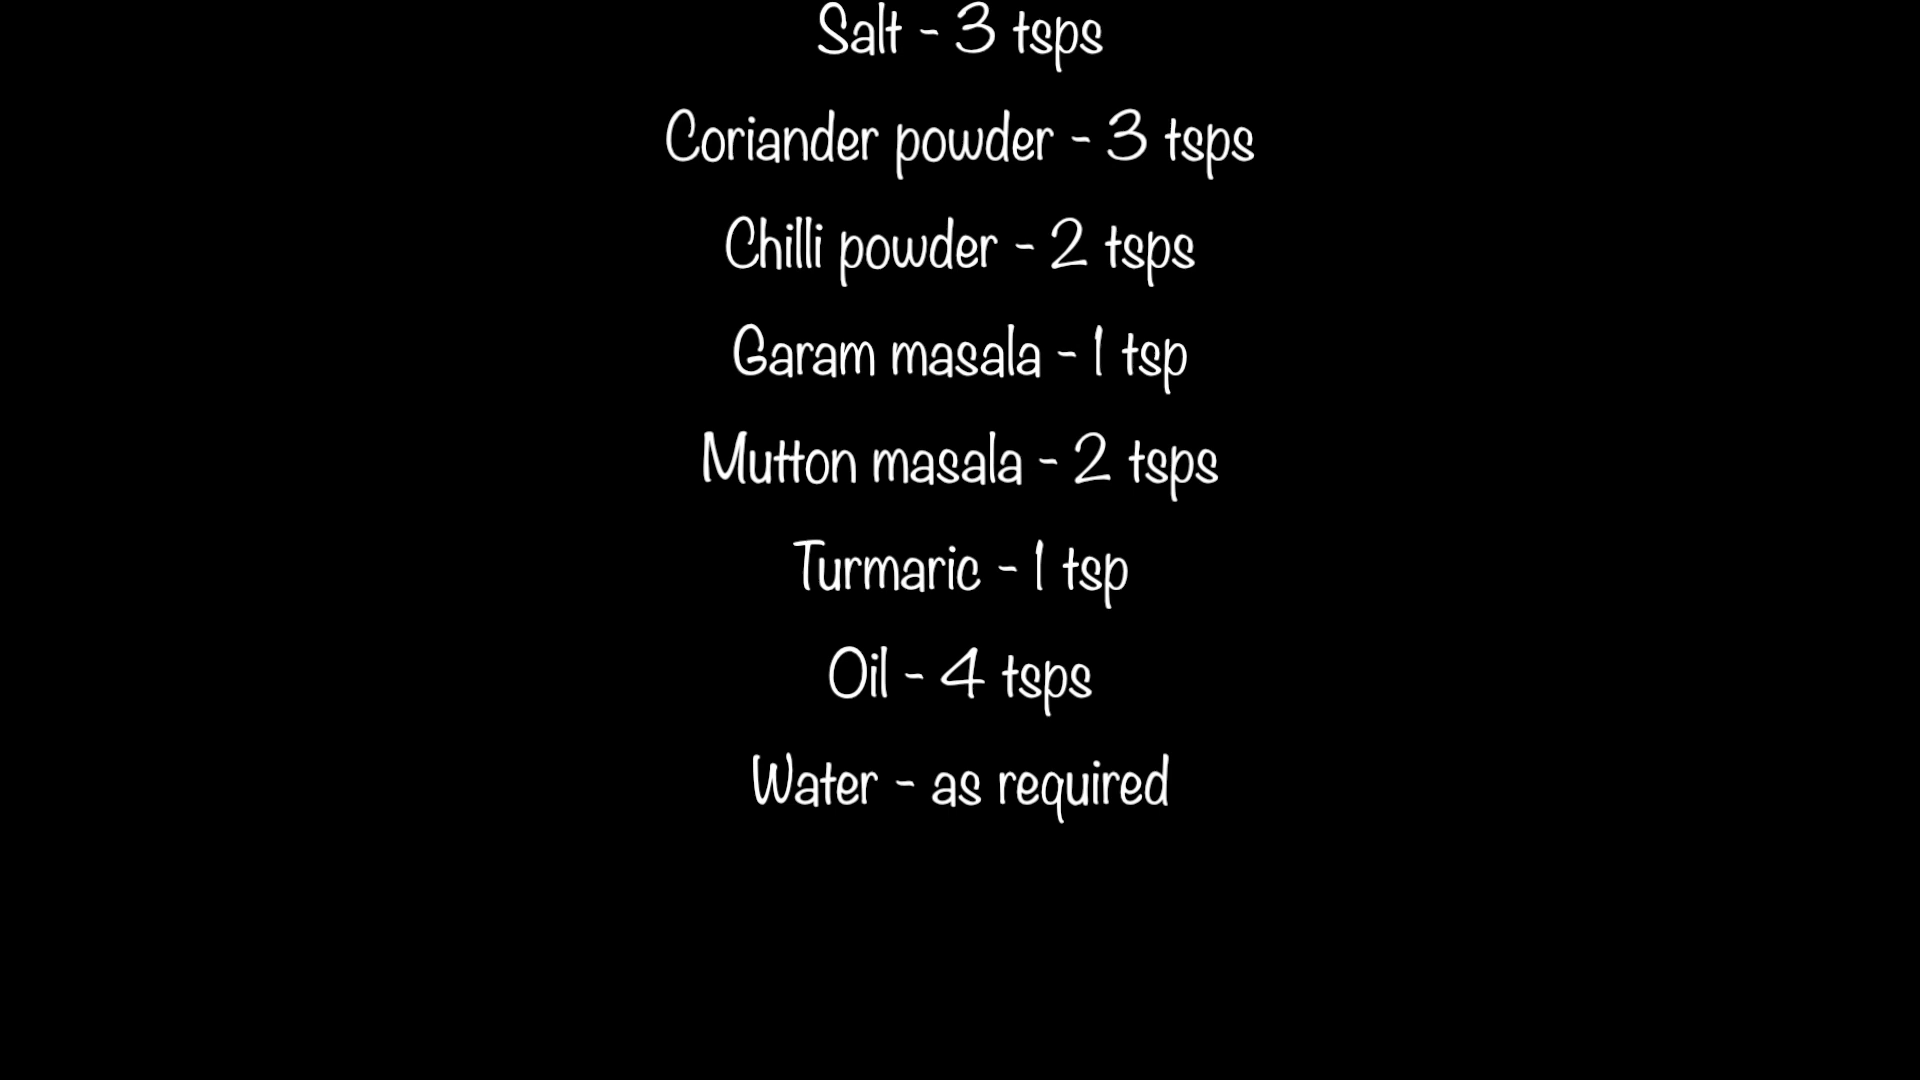 Salt - 3 tsps
Coriander powder - 3 tsps
Chilli powder - 2 tsps
Garam masala - 1 tsp
Mutton masala - 2 tsps
Turmaric - 1 tsp
Oil - 4 tsps
Water - as required